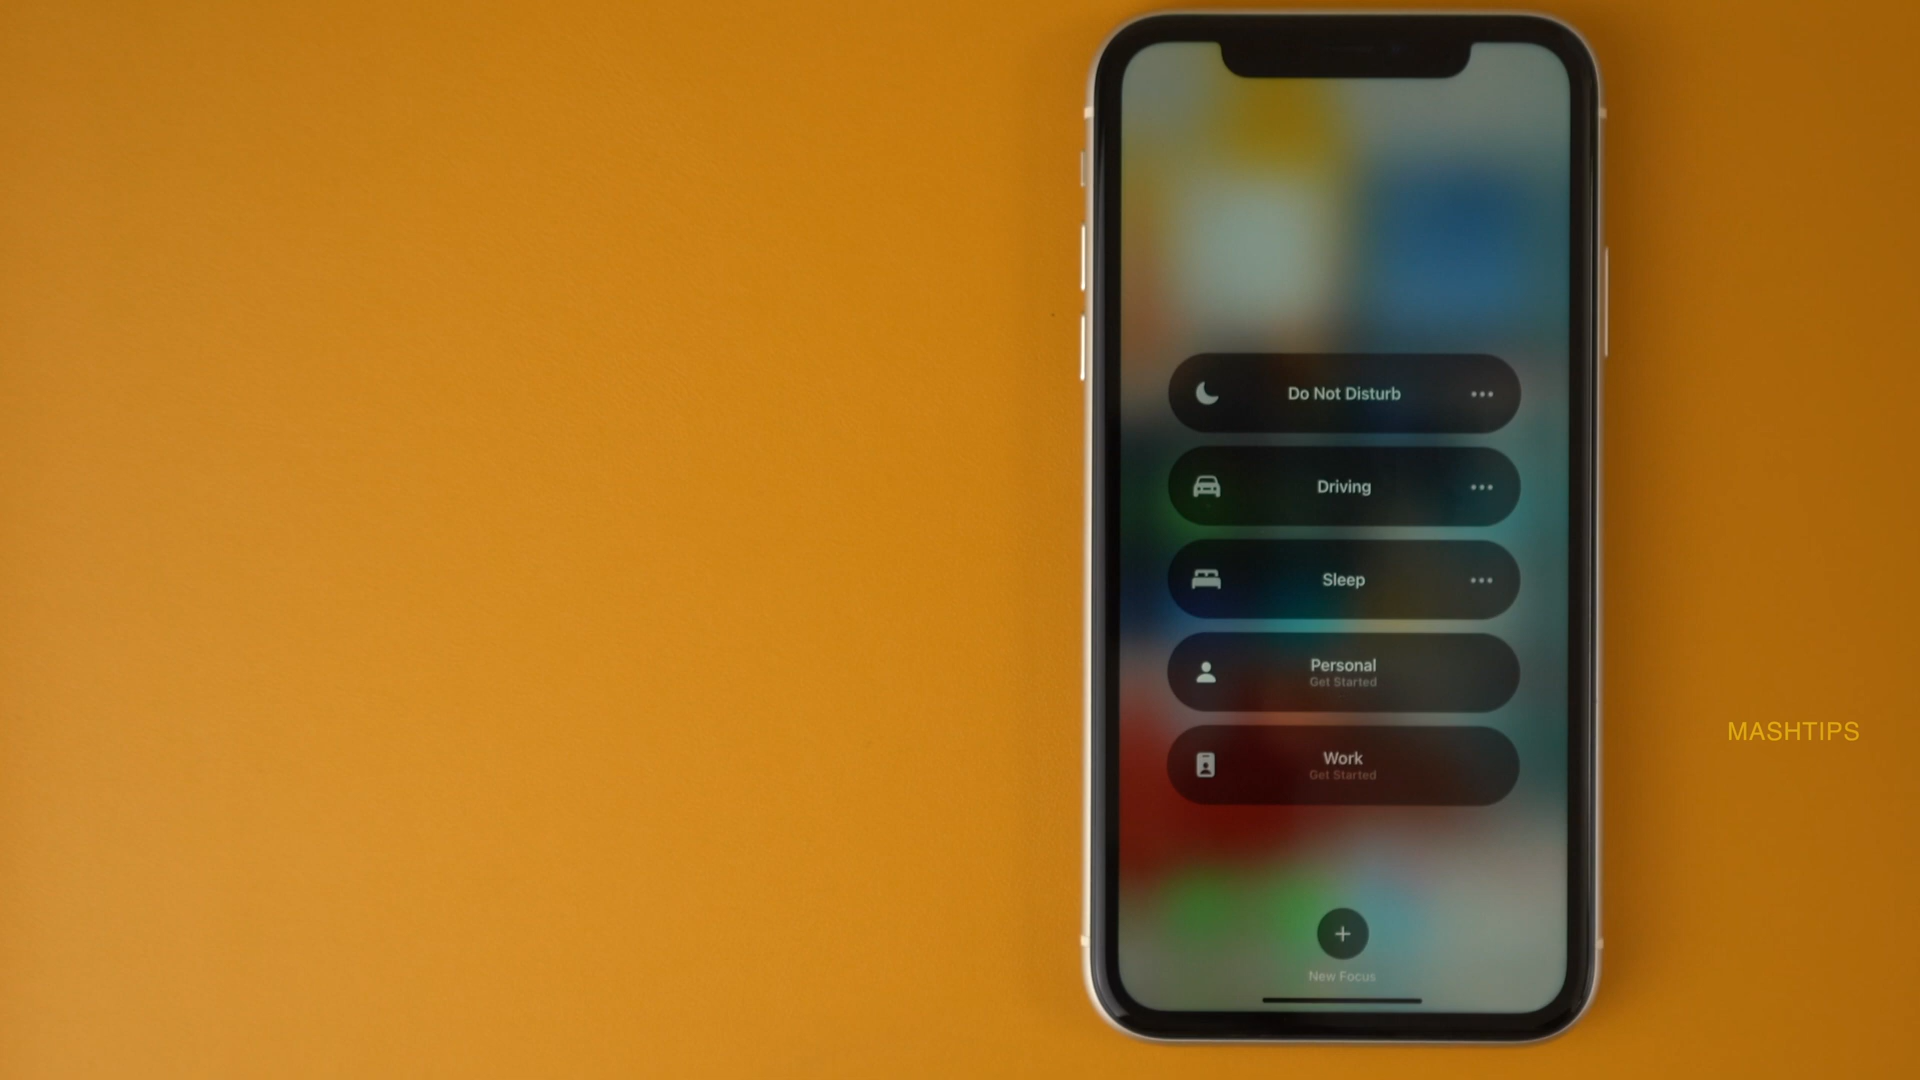 Do Not Disturb
Driving
Sleep
Personal
Get Started
Work
Get Started
New Focus
MASHTIPS